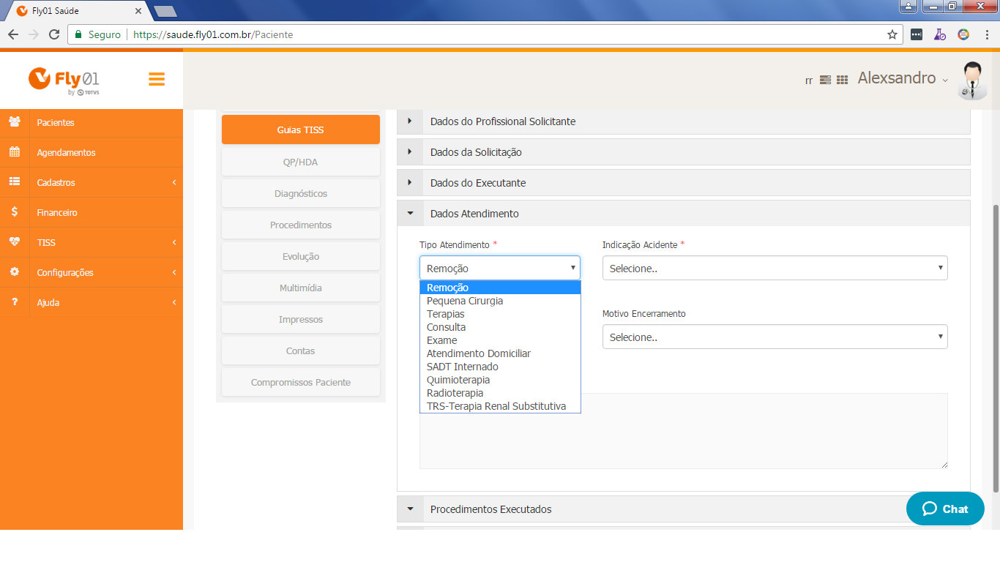 Fly01 Saúde
Seguro
https://saude.fly01.com.br/Paciente
Fly01
by TOTVS
rr
Alexsandro
Pacientes
Agendamentos
Cadastros
Financeiro
TISS
Configurações
Ajuda
Guias TISS
QP/HDA
Diagnósticos
Procedimentos
Evolução
Multimídia
Impressos
Contas
Compromissos Paciente
Dados do Profissional Solicitante
Dados da Solicitação
Dados do Executante
Dados Atendimento
Tipo Atendimento *
Remoção
Remoção
Pequena Cirurgia
Terapias
Consulta
Exame
Atendimento Domiciliar
SADT Internado
Quimioterapia
Radioterapia
TRS-Terapia Renal Substitutiva
Indicação Acidente *
Selecione..
Motivo Encerramento
Selecione..
Procedimentos Executados
Chat